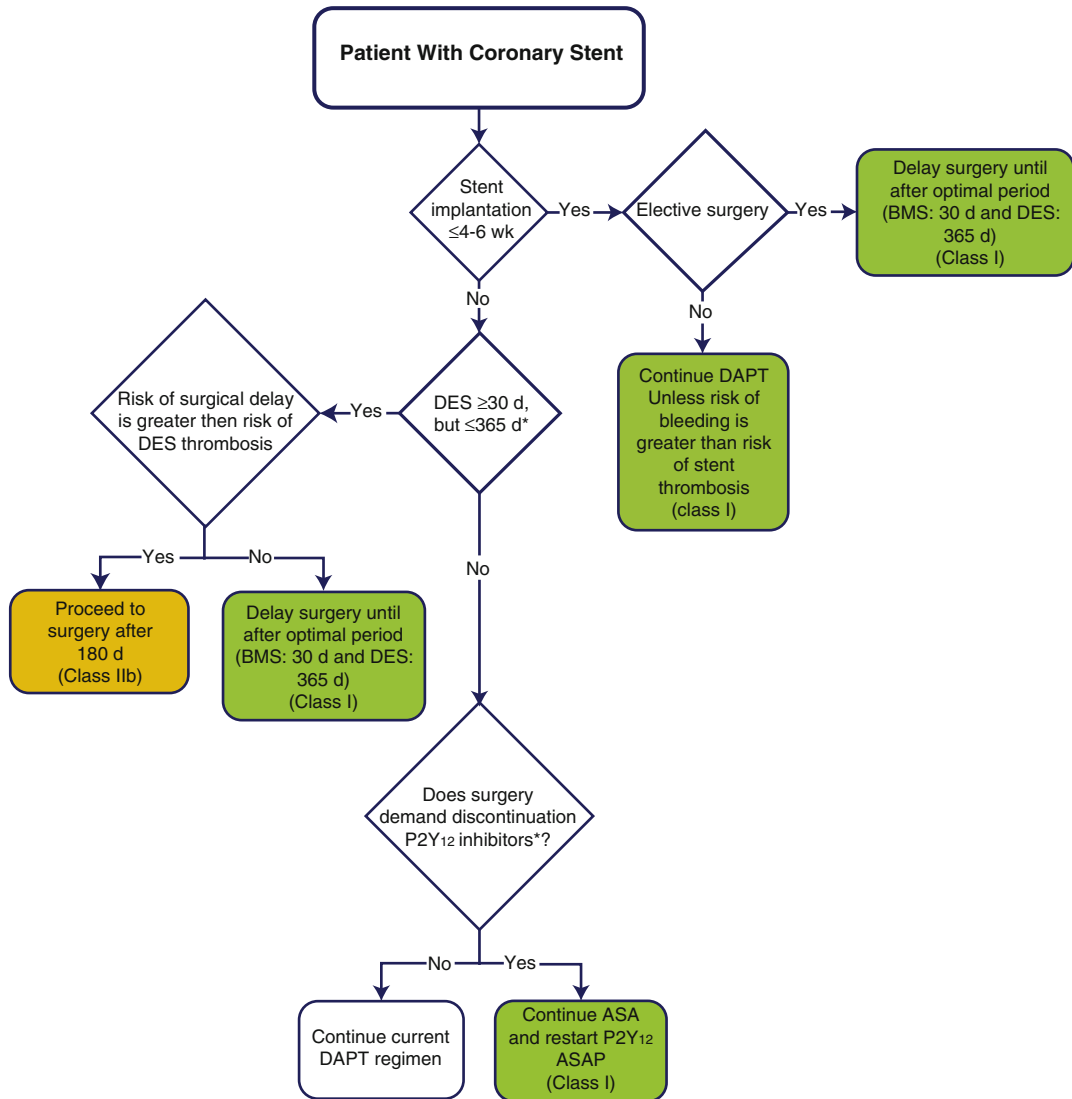 Patient With Coronary Stent
Stent
implantation
≤4-6 wk
Yes
Elective surgery
Yes
Delay surgery until
after optimal period
(BMS: 30 d and DES:
365 d)
(Class I)
No
No
Continue DAPT
Unless risk of
bleeding is
greater than risk
of stent
thrombosis
(class I)
DES ≥30 d,
but ≤365 d*
Yes
Risk of surgical delay
is greater then risk of
DES thrombosis
Yes
No
Proceed to
surgery after
180 d
(Class IIb)
Delay surgery until
after optimal period
(BMS: 30 d and DES:
365 d)
(Class I)
No
Does surgery
demand discontinuation
P2Y12 inhibitors*?
No
Yes
Continue current
DAPT regimen
Continue ASA
and restart P2Y12
ASAP
(Class I)